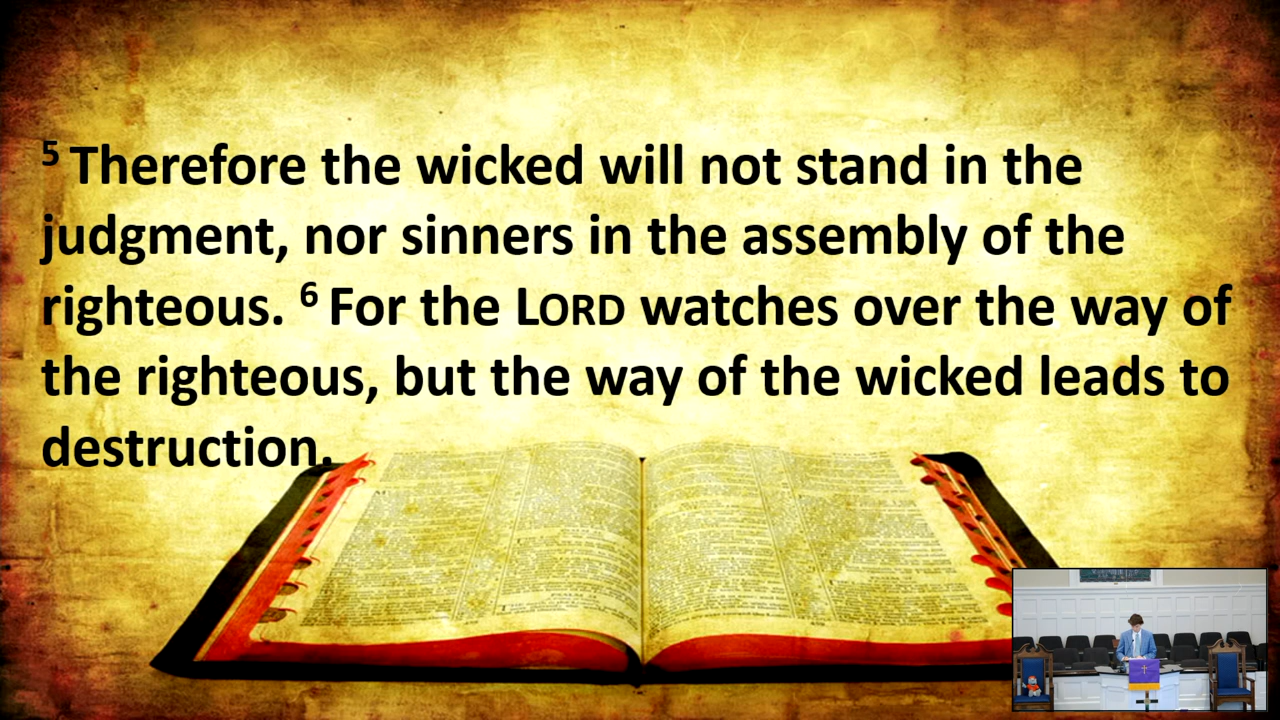 ⁵ Therefore the wicked will not stand in the
judgment, nor sinners in the assembly of the
righteous. ⁶ For the LORD watches over the way of
the righteous, but the way of the wicked leads to
destruction.